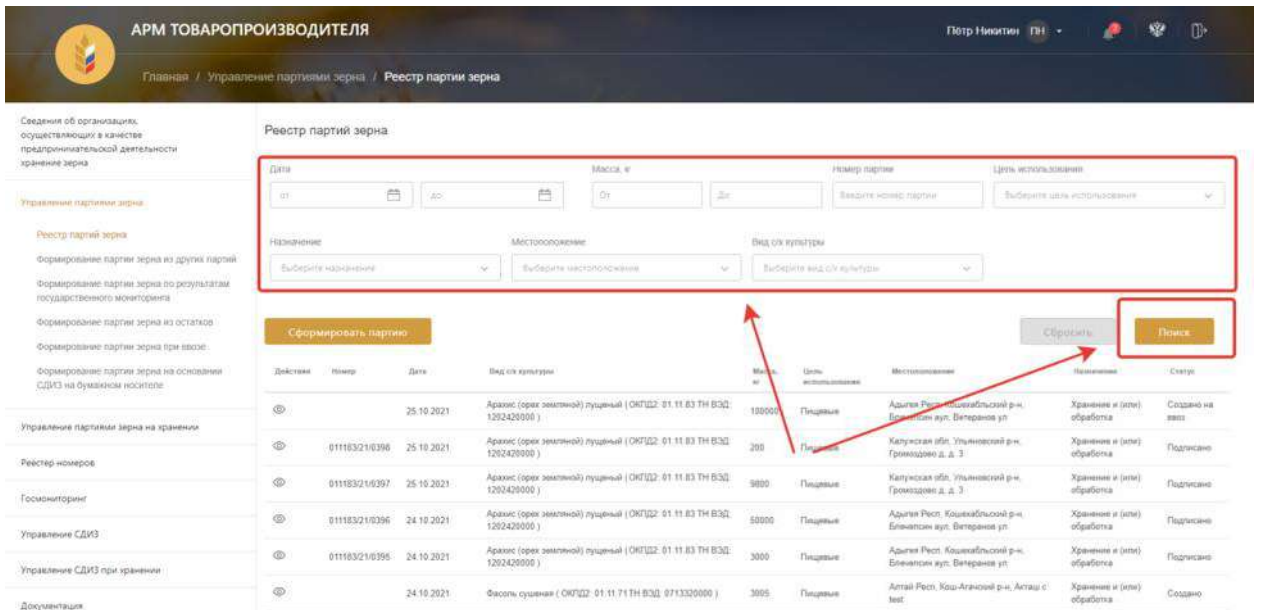 АРМ ТОВАРОПРОИЗВОДИТЕЛЯ
Пётр Никитин ПН
Главная / Управление партиями зерна / Реестр партии зерна
Сведения об организациях,
осуществляющих в качестве
предпринимательской деятельности
хранение зерна
Управление партиями зерна
Реестр партий зерна
Формирование партии зерна из других партий
Формирование партии зерна по результатам
государственного мониторинга
Формирование партии зерна из остатков
Формирование партии зерна при ввозе
Формирование партии зерна на основании
СДИЗ на бумажном носителе
Управление партиями зерна на хранении
Реестер номеров
Госмониторинг
Управление СДИЗ
Управление СДИЗ при хранении
Документация
Реестр партий зерна
Дата Масса, кг Номер партии Цель использования
от до От До Введите номер партии Выберите цель использования
Назначение Местоположение Вид с/х культуры
Выберите назначение Выберите местоположение Выберите вид с/х культуры
Сформировать партию Сбросить Поиск
Действия Номер Дата Вид с/х культуры Масса, кг Цель использования Местоположение Назначение Статус
25.10.2021 Арахис (орех земляной) лущеный ( ОКПД2: 01.11.83 ТН ВЭД: 1202420000 ) 100000 Пищевые Адыгея Респ, Кошехабльский р-н, Блечепсин аул, Ветеранов ул Хранение и (или) обработка Создано на ввоз
011183/21/0398 25.10.2021 Арахис (орех земляной) лущеный ( ОКПД2: 01.11.83 ТН ВЭД: 1202420000 ) 200 Пищевые Калужская обл, Ульяновский р-н, Громоздово д, д. 3 Хранение и (или) обработка Подписано
011183/21/0397 25.10.2021 Арахис (орех земляной) лущеный ( ОКПД2: 01.11.83 ТН ВЭД: 1202420000 ) 9800 Пищевые Калужская обл, Ульяновский р-н, Громоздово д, д. 3 Хранение и (или) обработка Подписано
011183/21/0396 24.10.2021 Арахис (орех земляной) лущеный ( ОКПД2: 01.11.83 ТН ВЭД: 1202420000 ) 50000 Пищевые Адыгея Респ, Кошехабльский р-н, Блечепсин аул, Ветеранов ул Хранение и (или) обработка Подписано
011183/21/0395 24.10.2021 Арахис (орех земляной) лущеный ( ОКПД2: 01.11.83 ТН ВЭД: 1202420000 ) 3000 Пищевые Адыгея Респ, Кошехабльский р-н, Блечепсин аул, Ветеранов ул Хранение и (или) обработка Подписано
24.10.2021 Фасоль сушеная ( ОКПД2: 01.11.71 ТН ВЭД: 0713320000 ) 3005 Пищевые Алтай Респ, Кош-Агачский р-н, Акташ с test Хранение и (или) обработка Создано